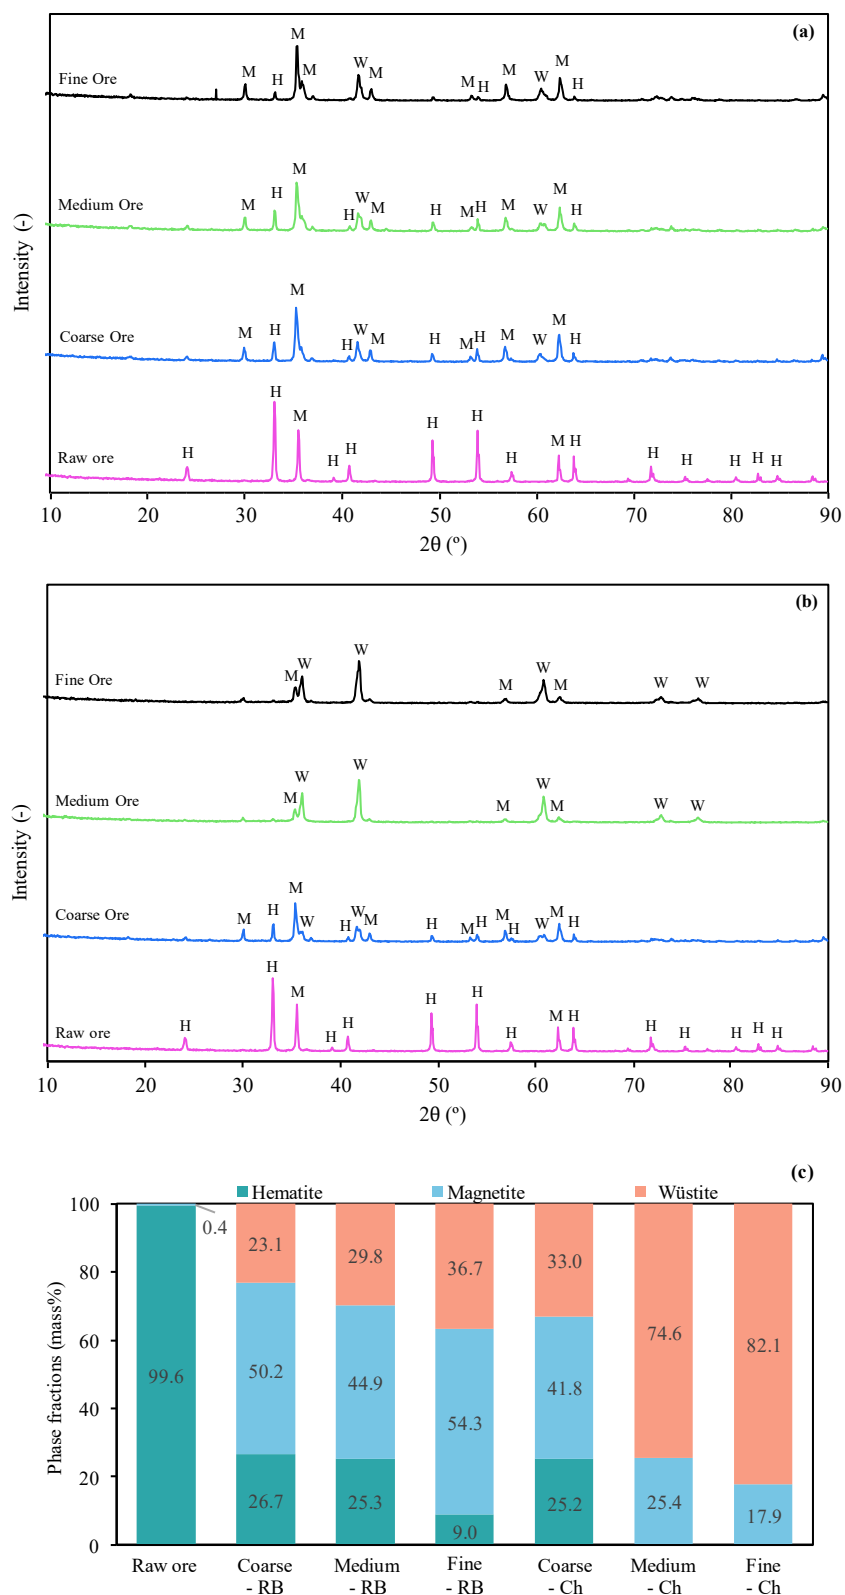 (a)
M
M H M W M M H M W M H
Fine Ore
M
M H H W M H M H M W M H
Medium Ore
M
M H H W M H M H M W M H
Coarse Ore
H
H M H H H H H M H H H H H H
Raw ore
10 20 30 40 50 60 70 80 90
2θ (º)
Intensity (-)
(b)
W
M W M W M W W
Fine Ore
W
M W M W M W W
Medium Ore
M
M H W H W M H M H M H W M H
Coarse Ore
H
H M H H H H H M H H H H H H
Raw ore
10 20 30 40 50 60 70 80 90
2θ (º)
Intensity (-)
(c)
Hematite Magnetite Wüstite
100
80
60
40
20
0
Phase fractions (mass%)
0.4
99.6
23.1
50.2
26.7
29.8
44.9
25.3
36.7
54.3
9.0
33.0
41.8
25.2
74.6
25.4
82.1
17.9
Raw ore Coarse Medium Fine Coarse Medium Fine
- RB - RB - RB - Ch - Ch - Ch